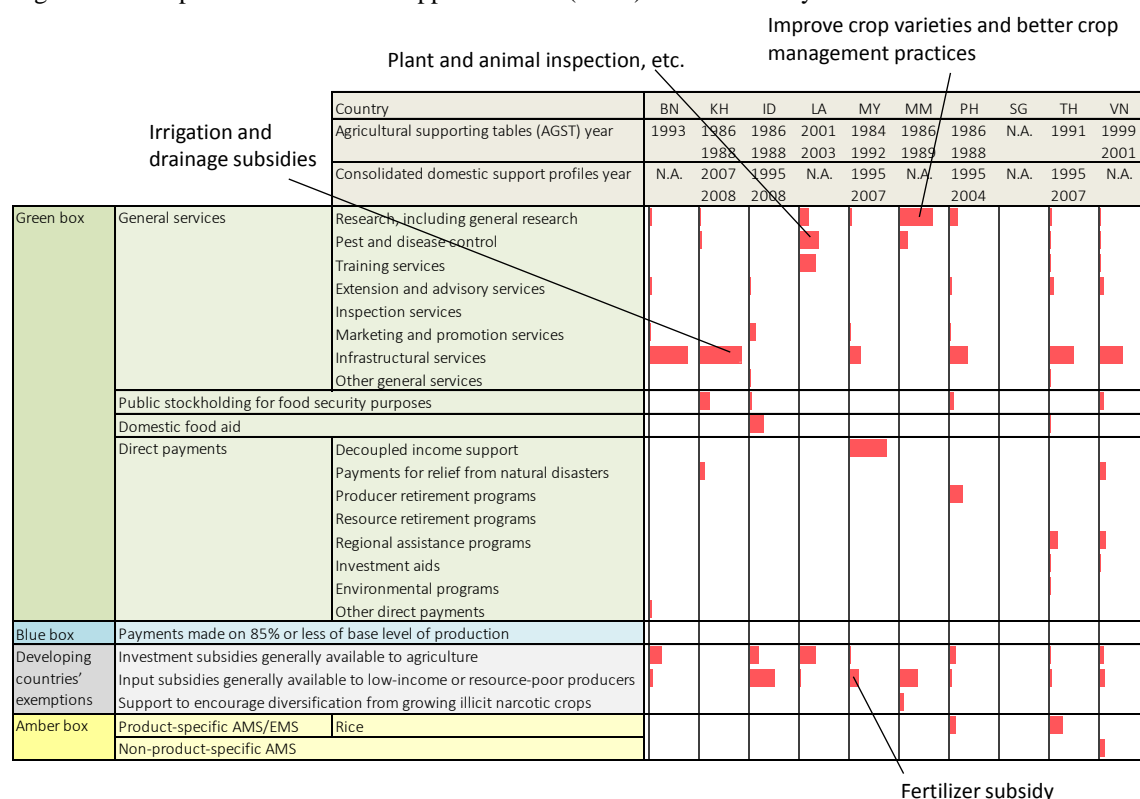 Improve crop varieties and better crop
management practices
Plant and animal inspection, etc.
Irrigation and
drainage subsidies
Country BN KH ID LA MY MM PH SG TH VN
Agricultural supporting tables (AGST) year 1993 1986 1986 2001 1984 1986 1986 N.A. 1991 1999
1988 1988 2003 1992 1989 1988 2001
Consolidated domestic support profiles year N.A. 2007 1995 N.A. 1995 N.A. 1995 N.A. 1995 N.A.
2008 2008 2007 2004 2007
Green box General services Research, including general research
Pest and disease control
Training services
Extension and advisory services
Inspection services
Marketing and promotion services
Infrastructural services
Other general services
Public stockholding for food security purposes
Domestic food aid
Direct payments Decoupled income support
Payments for relief from natural disasters
Producer retirement programs
Resource retirement programs
Regional assistance programs
Investment aids
Environmental programs
Other direct payments
Blue box Payments made on 85% or less of base level of production
Developing Investment subsidies generally available to agriculture
countries' Input subsidies generally available to low-income or resource-poor producers
exemptions Support to encourage diversification from growing illicit narcotic crops
Amber box Product-specific AMS/EMS Rice
Non-product-specific AMS
Fertilizer subsidy